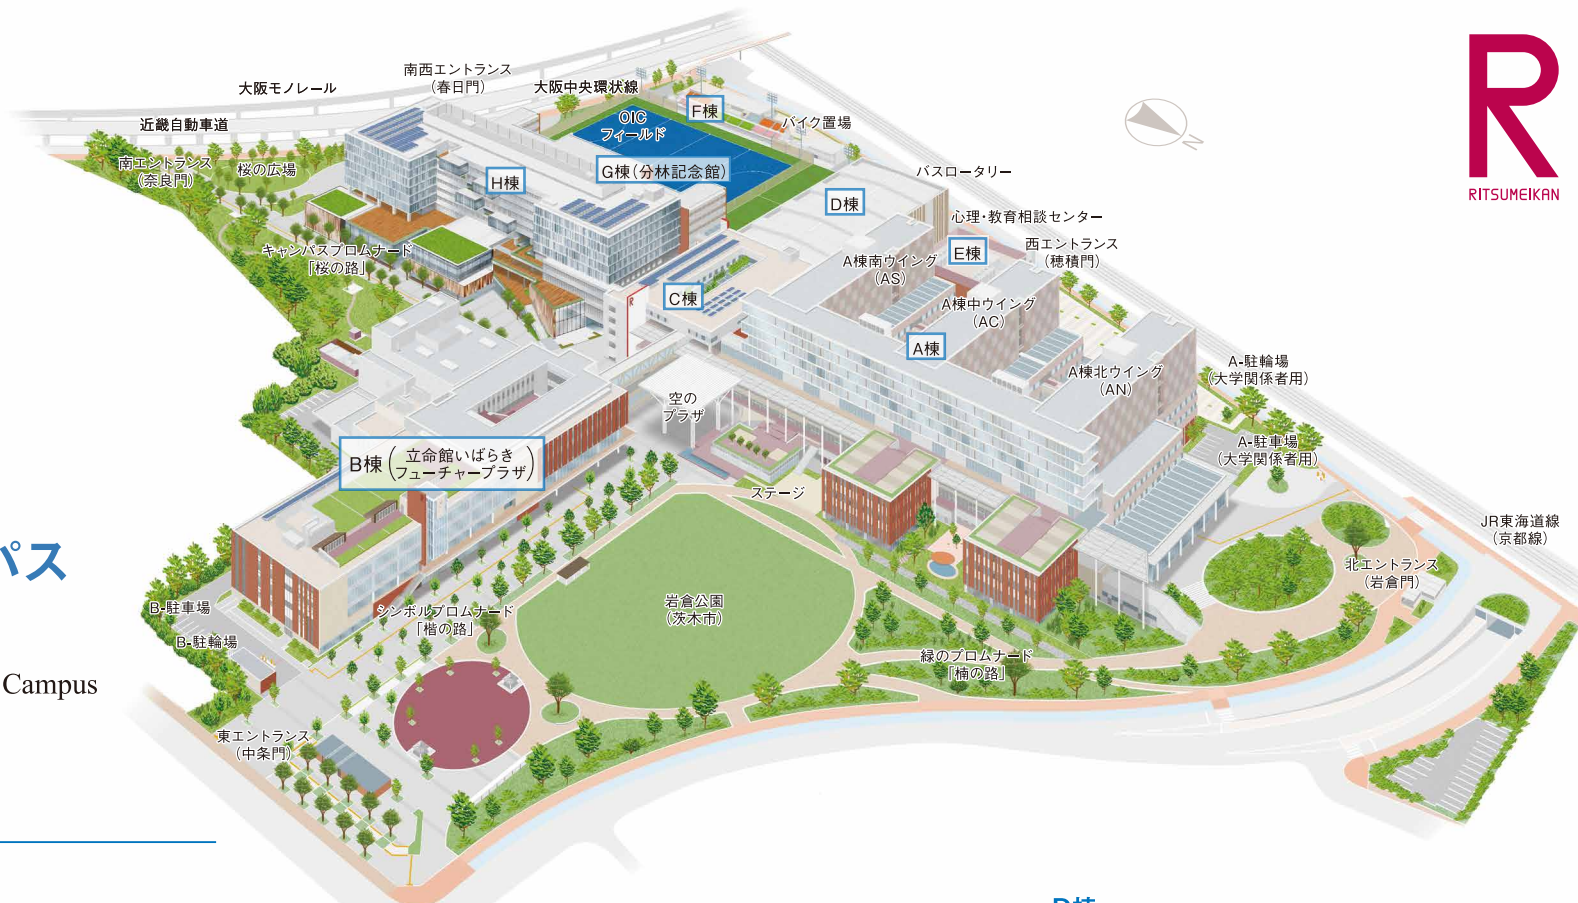 南西エントランス
(春日門)
大阪モノレール
大阪中央環状線
近畿自動車道
OIC
フィールド
F棟
バイク置場
南エントランス
(奈良門)
桜の広場
H棟
G棟(分林記念館)
バスロータリー
D棟
心理・教育相談センター
E棟
西エントランス
(穂積門)
キャンパスプロムナード
「桜の路」
A棟南ウイング
(AS)
C棟
R
A棟中ウイング
(AC)
A棟
A棟北ウイング
(AN)
A-駐輪場
(大学関係者用)
空の
プラザ
A-駐車場
(大学関係者用)
B棟(立命館いばらき
フューチャープラザ)
ステージ
JR東海道線
(京都線)
北エントランス
(岩倉門)
岩倉公園
(茨木市)
B-駐車場
シンボルプロムナード
「楷の路」
B-駐輪場
緑のプロムナード
「楠の路」
東エントランス
(中条門)
N
R
RITSUMEIKAN
パス
Campus